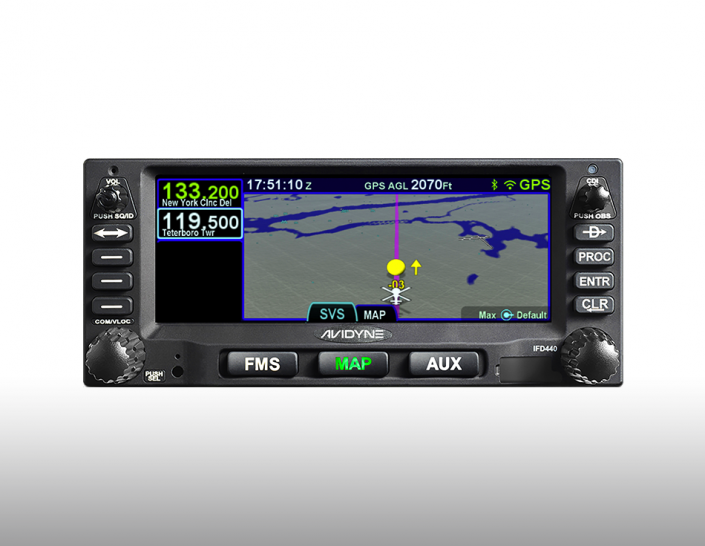 VOL
PUSH SQ/ID
COM/VLOC
PUSH
SEL
133.200
New York Clnc Del
119.500
Teterboro Twr
17:51:10 Z
GPS AGL 2070Ft
GPS
-03
SVS
MAP
Max
Default
AVIDYNE
FMS
MAP
AUX
CDI
PUSH OBS
D
PROC
ENTR
CLR
IFD440